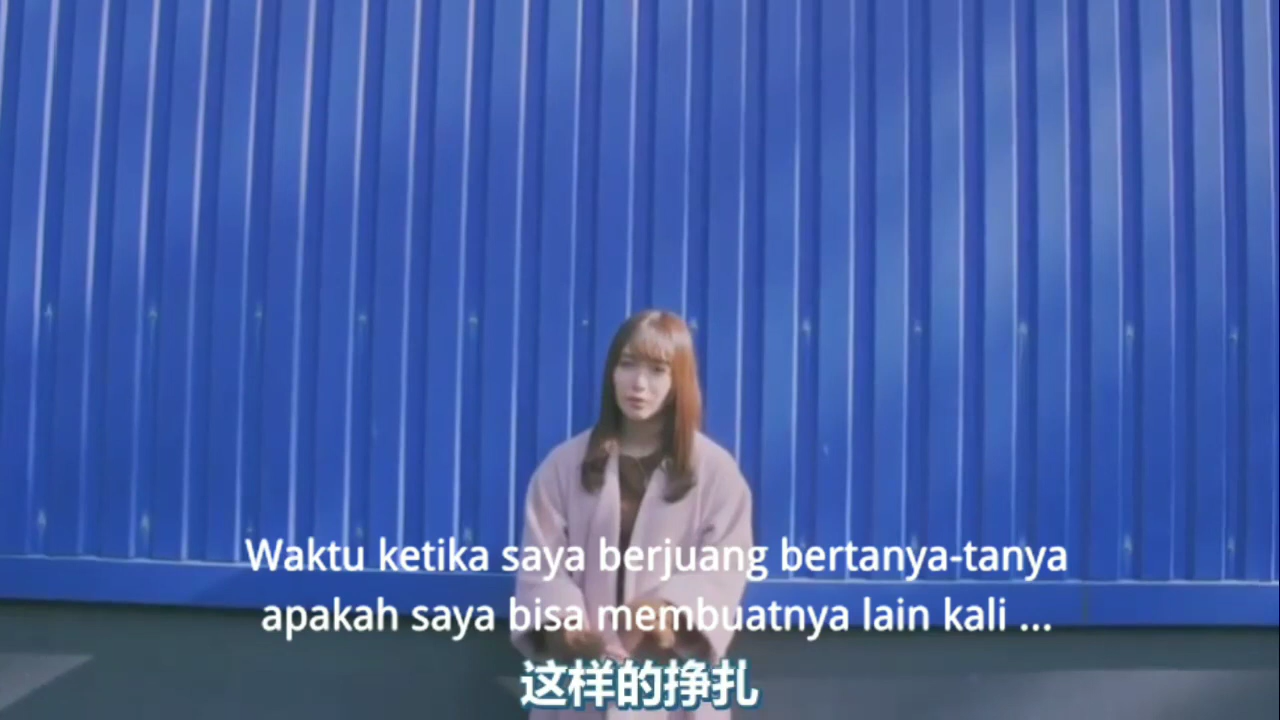 Waktu ketika saya berjuang bertanya-tanya
apakah saya bisa membuatnya lain kali ...
这样的挣扎